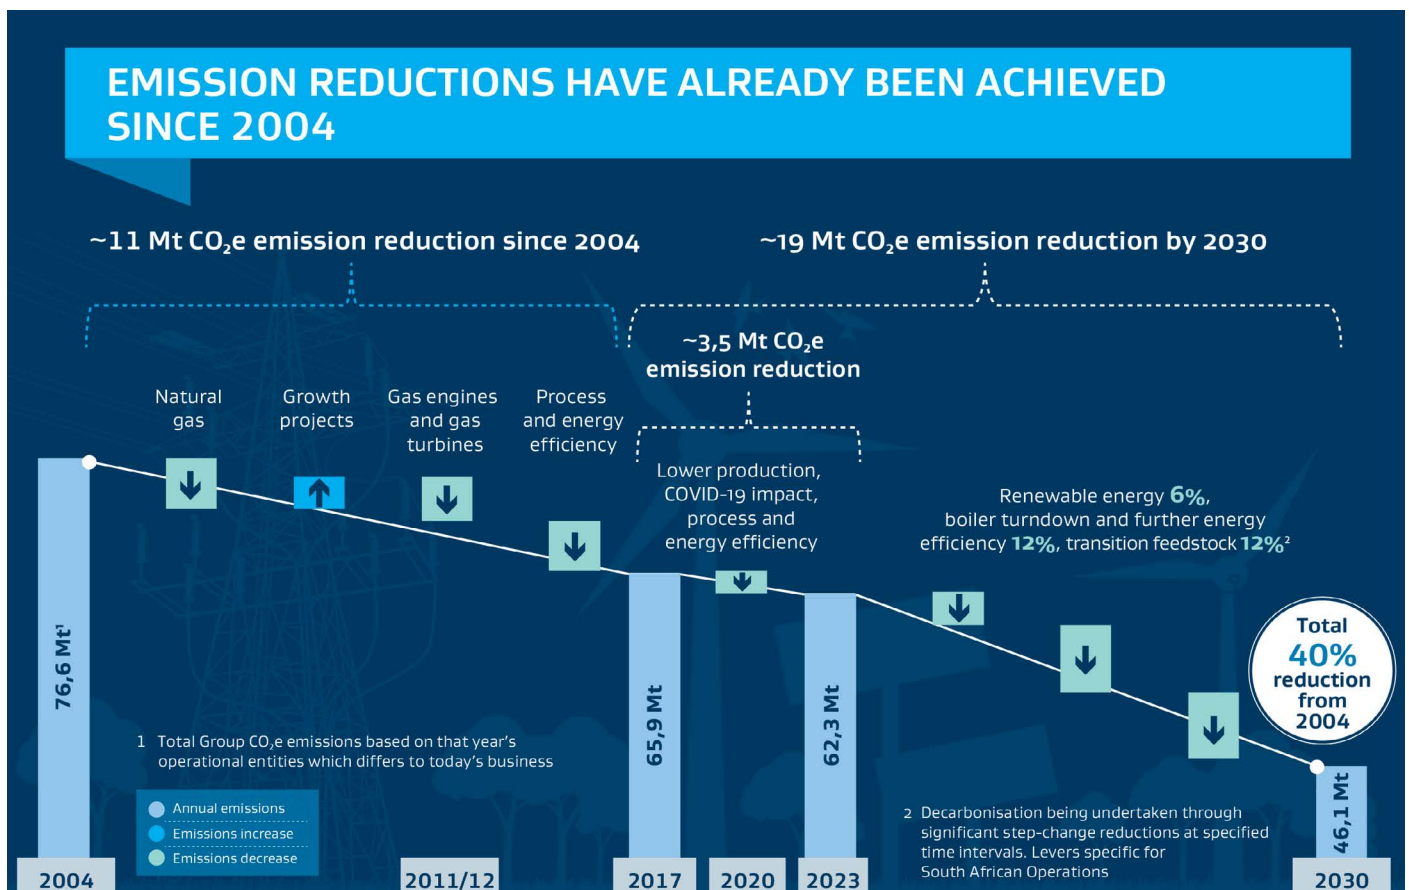 EMISSION REDUCTIONS HAVE ALREADY BEEN ACHIEVED
SINCE 2004
~11 Mt CO₂e emission reduction since 2004
~19 Mt CO₂e emission reduction by 2030
~3,5 Mt CO₂e
emission reduction
Natural
gas
Growth
projects
Gas engines
and gas
turbines
Process
and energy
efficiency
Lower production,
COVID-19 impact,
process and
energy efficiency
Renewable energy 6%,
boiler turndown and further energy
efficiency 12%, transition feedstock 12%²
Total
40%
reduction
from
2004
76,6 Mt¹
65,9 Mt
62,3 Mt
46,1 Mt
1 Total Group CO₂e emissions based on that year's
operational entities which differs to today's business
Annual emissions
Emissions increase
Emissions decrease
2 Decarbonisation being undertaken through
significant step-change reductions at specified
time intervals. Levers specific for
South African Operations
2004
2011/12
2017
2020
2023
2030